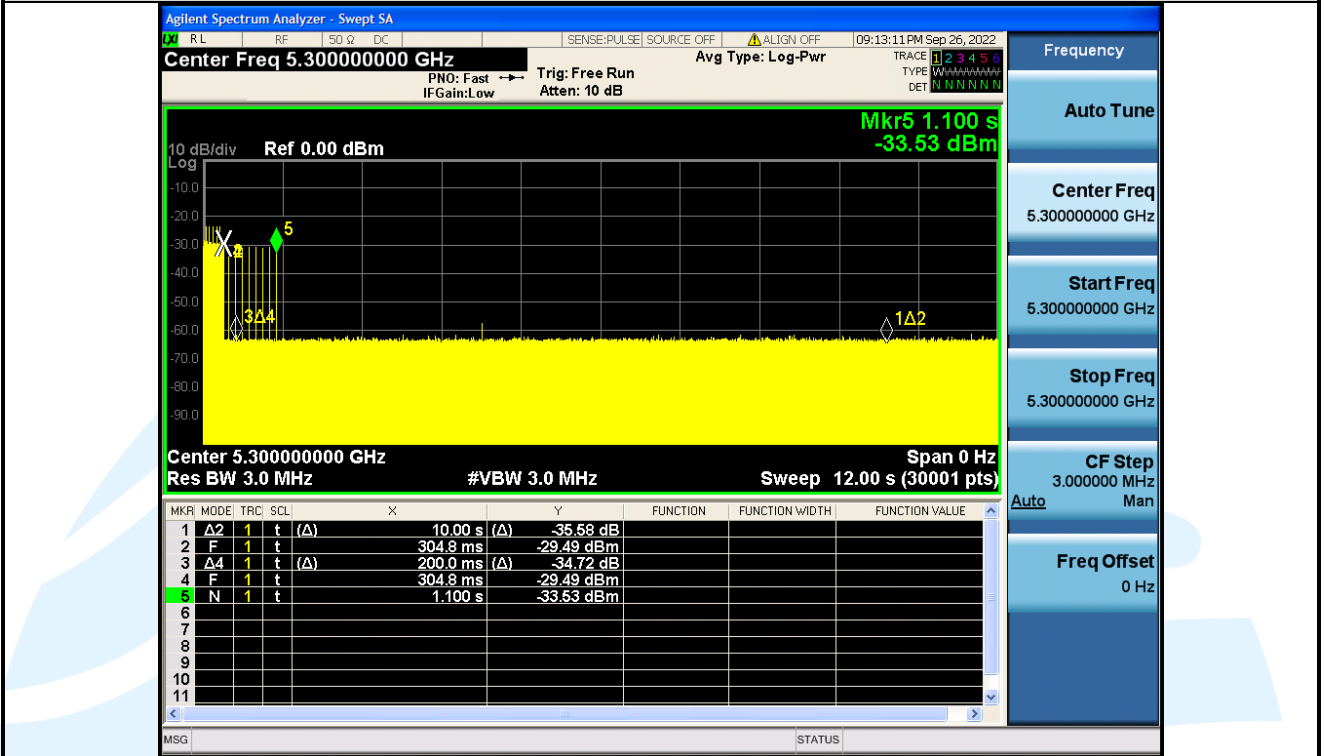 Agilent Spectrum Analyzer - Swept SA
LXI RL RF 50 Ω DC SENSE:PULSE SOURCE OFF ALIGN OFF 09:13:11PM Sep 26, 2022
Center Freq 5.300000000 GHz
PNO: Fast
IFGain:Low
Trig: Free Run
Atten: 10 dB
Avg Type: Log-Pwr
TRACE 1 2 3 4 5 6
TYPE W
DET N N N N N N
Mkr5 1.100 s
-33.53 dBm
10 dB/div Ref 0.00 dBm
Log
-10.0
-20.0
-30.0
-40.0
-50.0
-60.0
-70.0
-80.0
-90.0
5
3Δ4
1Δ2
Center 5.300000000 GHz Span 0 Hz
Res BW 3.0 MHz #VBW 3.0 MHz Sweep 12.00 s (30001 pts)
MKR MODE TRC SCL X Y FUNCTION FUNCTION WIDTH FUNCTION VALUE
1 Δ2 1 t (Δ) 10.00 s (Δ) -35.58 dB
2 F 1 t 304.8 ms -29.49 dBm
3 Δ4 1 t (Δ) 200.0 ms (Δ) -34.72 dB
4 F 1 t 304.8 ms -29.49 dBm
5 N 1 t 1.100 s -33.53 dBm
6
7
8
9
10
11
MSG STATUS
Frequency
Auto Tune
Center Freq
5.300000000 GHz
Start Freq
5.300000000 GHz
Stop Freq
5.300000000 GHz
CF Step
3.000000 MHz
Auto Man
Freq Offset
0 Hz